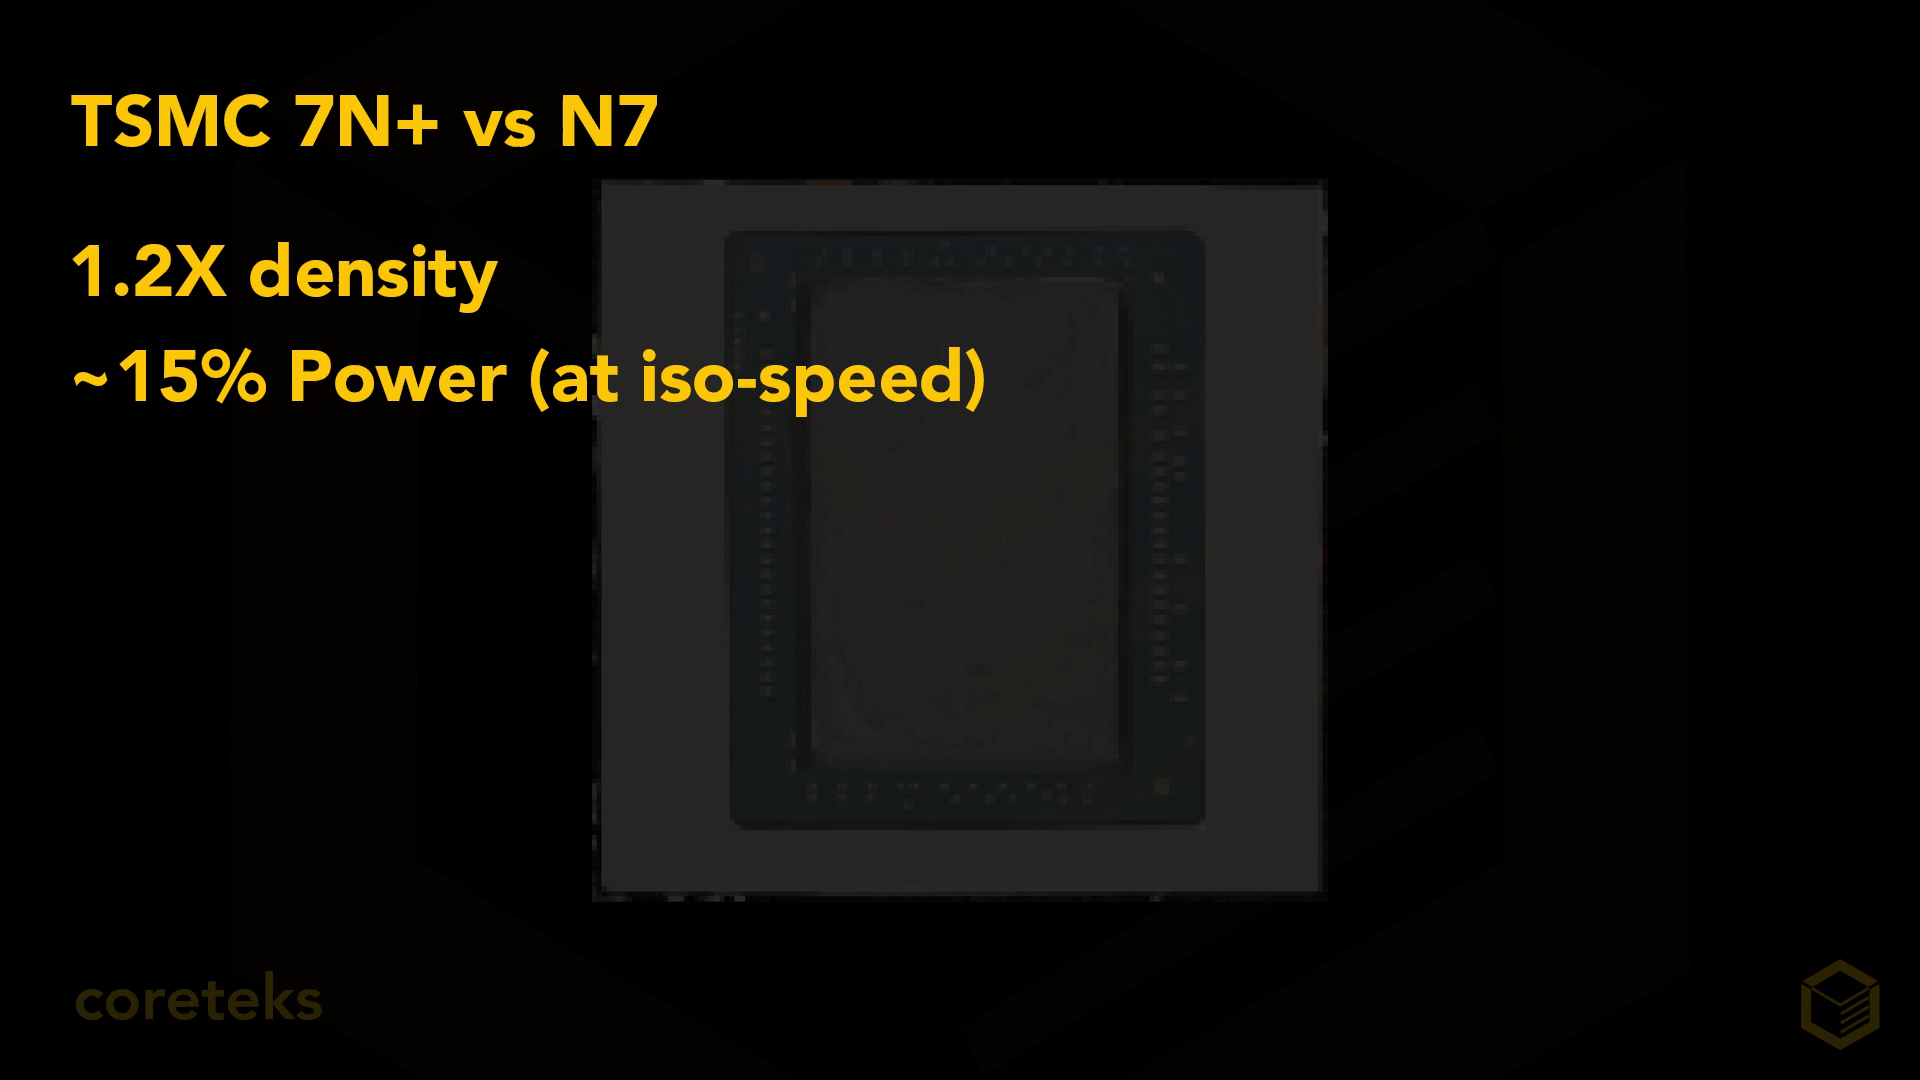 TSMC 7N+ vs N7
1.2X density
~15% Power (at iso-speed)
coreteks